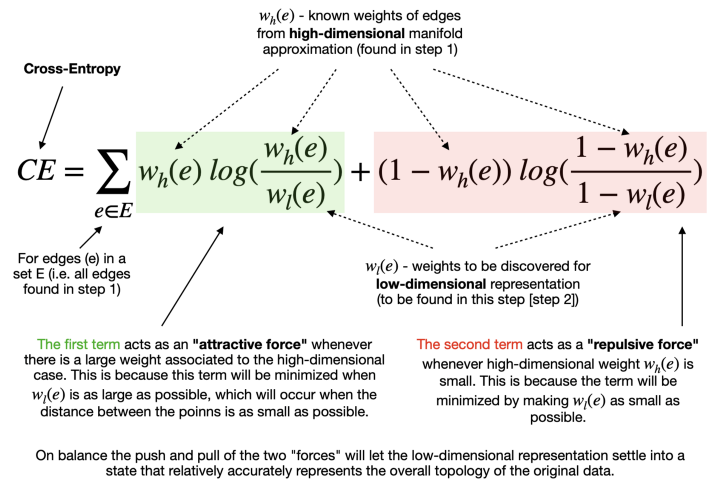 w_h(e) - known weights of edges
from high-dimensional manifold
approximation (found in step 1)
Cross-Entropy
CE = ∑_{e∈E} w_h(e) log(\frac{w_h(e)}{w_l(e)}) + (1 − w_h(e)) log(\frac{1 − w_h(e)}{1 − w_l(e)})
For edges (e) in a
set E (i.e. all edges
found in step 1)
w_l(e) - weights to be discovered for
low-dimensional representation
(to be found in this step [step 2])
The first term acts as an "attractive force" whenever
there is a large weight associated to the high-dimensional
case. This is because this term will be minimized when
w_l(e) is as large as possible, which will occur when the
distance between the poinns is as small as possible.
The second term acts as a "repulsive force"
whenever high-dimensional weight w_h(e) is
small. This is because the term will be
minimized by making w_l(e) as small as
possible.
On balance the push and pull of the two "forces" will let the low-dimensional representation settle into a
state that relatively accurately represents the overall topology of the original data.